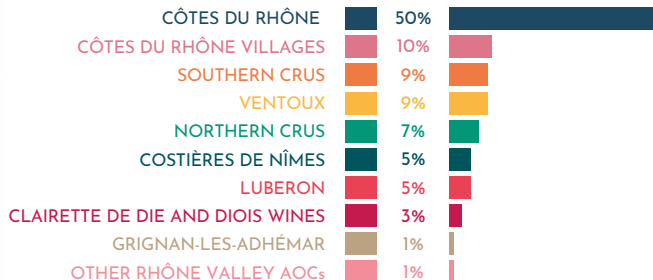 CÔTES DU RHÔNE 50%
CÔTES DU RHÔNE VILLAGES 10%
SOUTHERN CRUS 9%
VENTOUX 9%
NORTHERN CRUS 7%
COSTIÈRES DE NÎMES 5%
LUBERON 5%
CLAIRETTE DE DIE AND DIOIS WINES 3%
GRIGNAN-LES-ADHÉMAR 1%
OTHER RHÔNE VALLEY AOCs 1%